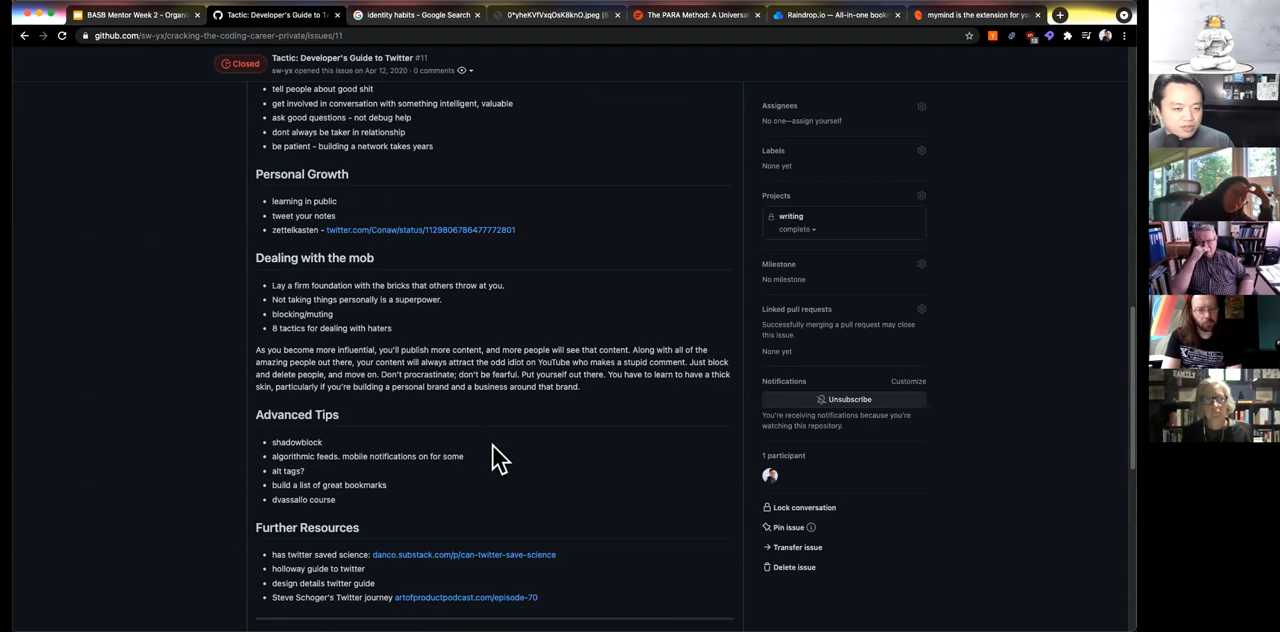 BASB Mentor Week 2 - Organi
Tactic: Developer's Guide to Tw
identity habits - Google Search
0*yheKVfVxqOsK8knO.jpeg (8
The PARA Method: A Universal
Raindrop.io — All-in-one bookm
mymind is the extension for yo
github.com/sw-yx/cracking-the-coding-career-private/issues/11
Closed
Tactic: Developer's Guide to Twitter #11
sw-yx opened this issue on Apr 12, 2020 · 0 comments
tell people about good shit
get involved in conversation with something intelligent, valuable
ask good questions - not debug help
dont always be taker in relationship
be patient - building a network takes years
Personal Growth
learning in public
tweet your notes
zettelkasten - twitter.com/Conaw/status/1129806786477772801
Dealing with the mob
Lay a firm foundation with the bricks that others throw at you.
Not taking things personally is a superpower.
blocking/muting
8 tactics for dealing with haters
As you become more influential, you'll publish more content, and more people will see that content. Along with all of the
amazing people out there, your content will always attract the odd idiot on YouTube who makes a stupid comment. Just block
and delete people, and move on. Don't procrastinate; don't be fearful. Put yourself out there. You have to learn to have a thick
skin, particularly if you're building a personal brand and a business around that brand.
Advanced Tips
shadowblock
algorithmic feeds. mobile notifications on for some
alt tags?
build a list of great bookmarks
dvassallo course
Further Resources
has twitter saved science: danco.substack.com/p/can-twitter-save-science
holloway guide to twitter
design details twitter guide
Steve Schoger's Twitter journey artofproductpodcast.com/episode-70
Assignees
No one—assign yourself
Labels
None yet
Projects
writing
complete
Milestone
No milestone
Linked pull requests
Successfully merging a pull request may close
this issue.
None yet
Notifications
Customize
Unsubscribe
You're receiving notifications because you're
watching this repository.
1 participant
Lock conversation
Pin issue
Transfer issue
Delete issue